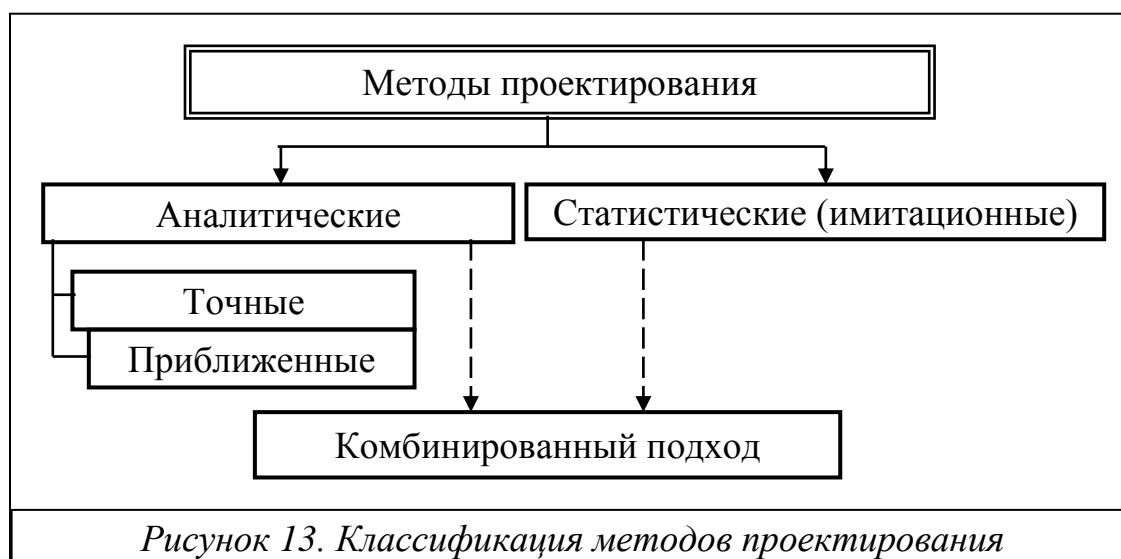 Методы проектирования
Аналитические
Статистические (имитационные)
Точные
Приближенные
Комбинированный подход
Рисунок 13. Классификация методов проектирования